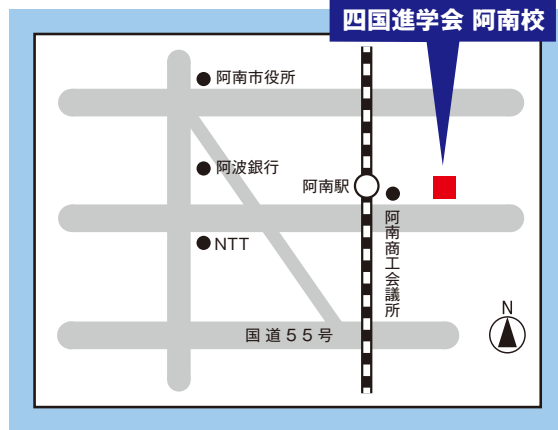 四国進学会 阿南校
阿南市役所
阿波銀行
阿南駅
阿南商工会議所
NTT
N
国道55号